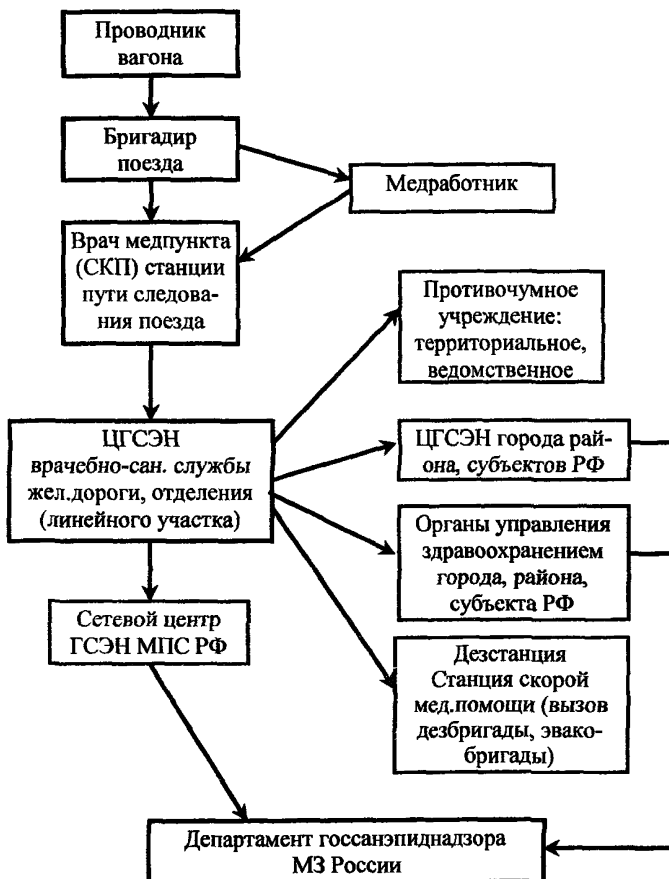 Проводник
вагона
Бригадир
поезда
Медработник
Врач медпункта
(СКП) станции
пути следова-
ния поезда
Противочумное
учреждение:
территориальное,
ведомственное
ЦГСЭН
врачебно-сан. службы
жел.дороги, отделения
(линейного участка)
ЦГСЭН города рай-
она, субъектов РФ
Органы управления
здравоохранением
города, района,
субъекта РФ
Сетевой центр
ГСЭН МПС РФ
Дезстанция
Станция скорой
мед.помощи (вызов
дезбригады, эвако-
бригады)
Департамент госсанэпиднадзора
МЗ России